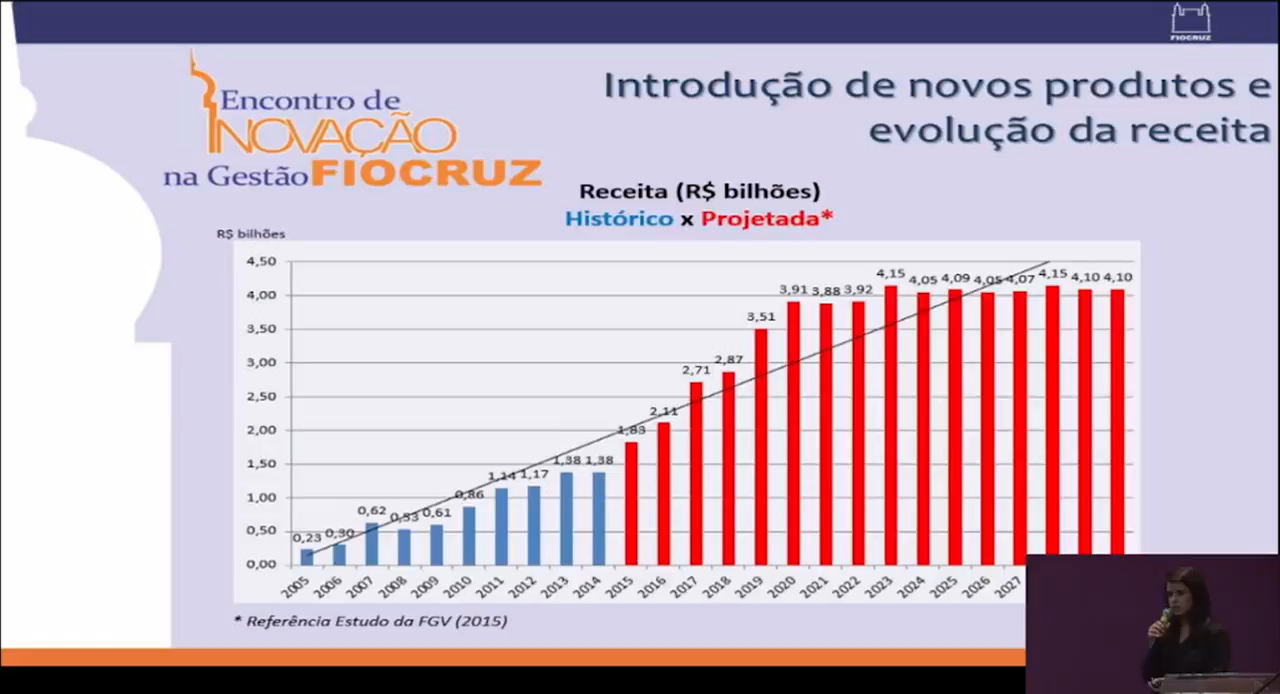 FIOCRUZ
Encontro de
INOVAÇÃO
na Gestão FIOCRUZ
Introdução de novos produtos e
evolução da receita
Receita (R$ bilhões)
Histórico x Projetada*
R$ bilhões
4,50
4,00
3,50
3,00
2,50
2,00
1,50
1,00
0,50
0,00
0,23 0,30 0,62 0,53 0,61 0,86 1,14 1,17 1,38 1,38 1,83 2,11 2,71 2,87 3,51 3,91 3,88 3,92 4,15 4,05 4,09 4,05 4,07 4,15 4,10 4,10
2005 2006 2007 2008 2009 2010 2011 2012 2013 2014 2015 2016 2017 2018 2019 2020 2021 2022 2023 2024 2025 2026 2027
* Referência Estudo da FGV (2015)